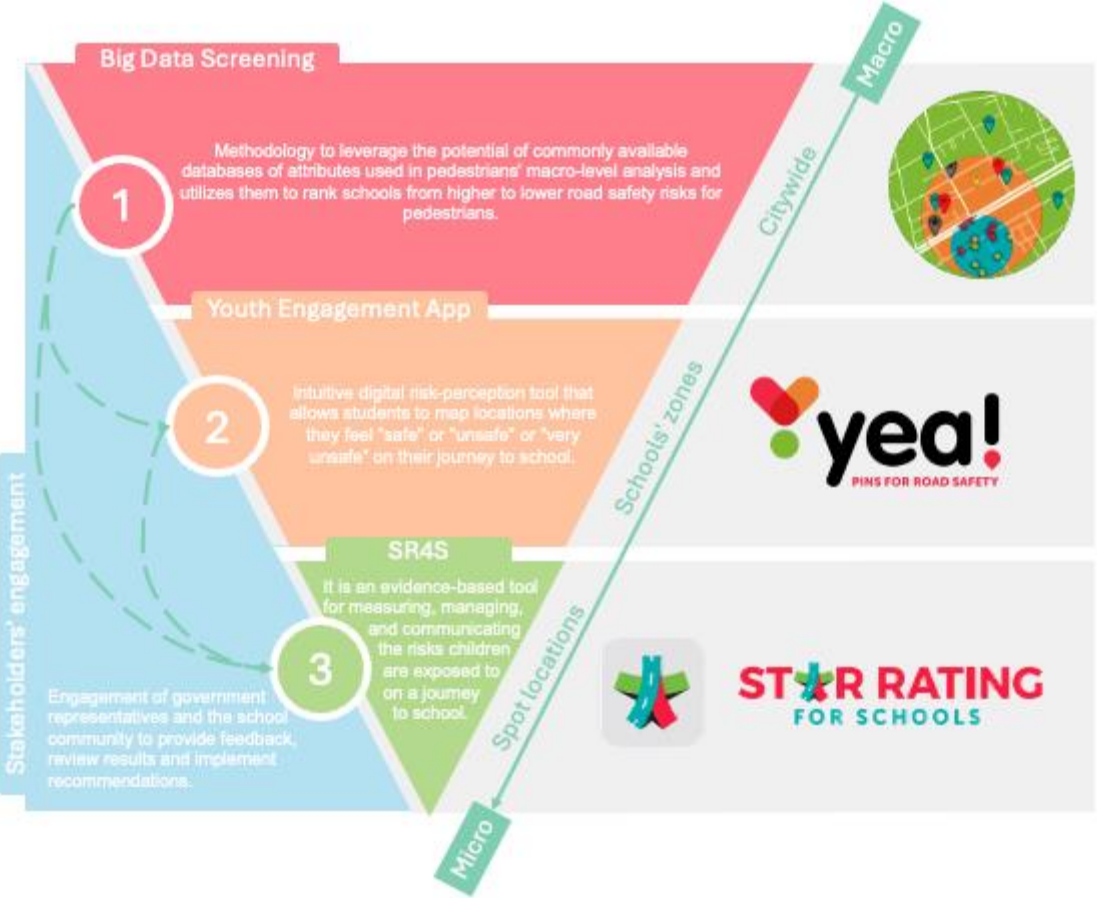 Macro
Big Data Screening
Methodology to leverage the potential of commonly available
databases of attributes used in pedestrians' macro-level analysis and
utilizes them to rank schools from higher to lower road safety risks for
pedestrians.
1
Citywide
Youth Engagement App
Intuitive digital risk-perception tool that
allows students to map locations where
they feel "safe" or "unsafe" or "very
unsafe" on their journey to school.
2
Schools' zones
yea!
PINS FOR ROAD SAFETY
SR4S
It is an evidence-based tool
for measuring, managing,
and communicating
the risks children
are exposed to
on a journey
to school.
3
Spot locations
STAR RATING
FOR SCHOOLS
Stakeholders' engagement
Engagement of government
representatives and the school
community to provide feedback,
review results and implement
recommendations.
Micro